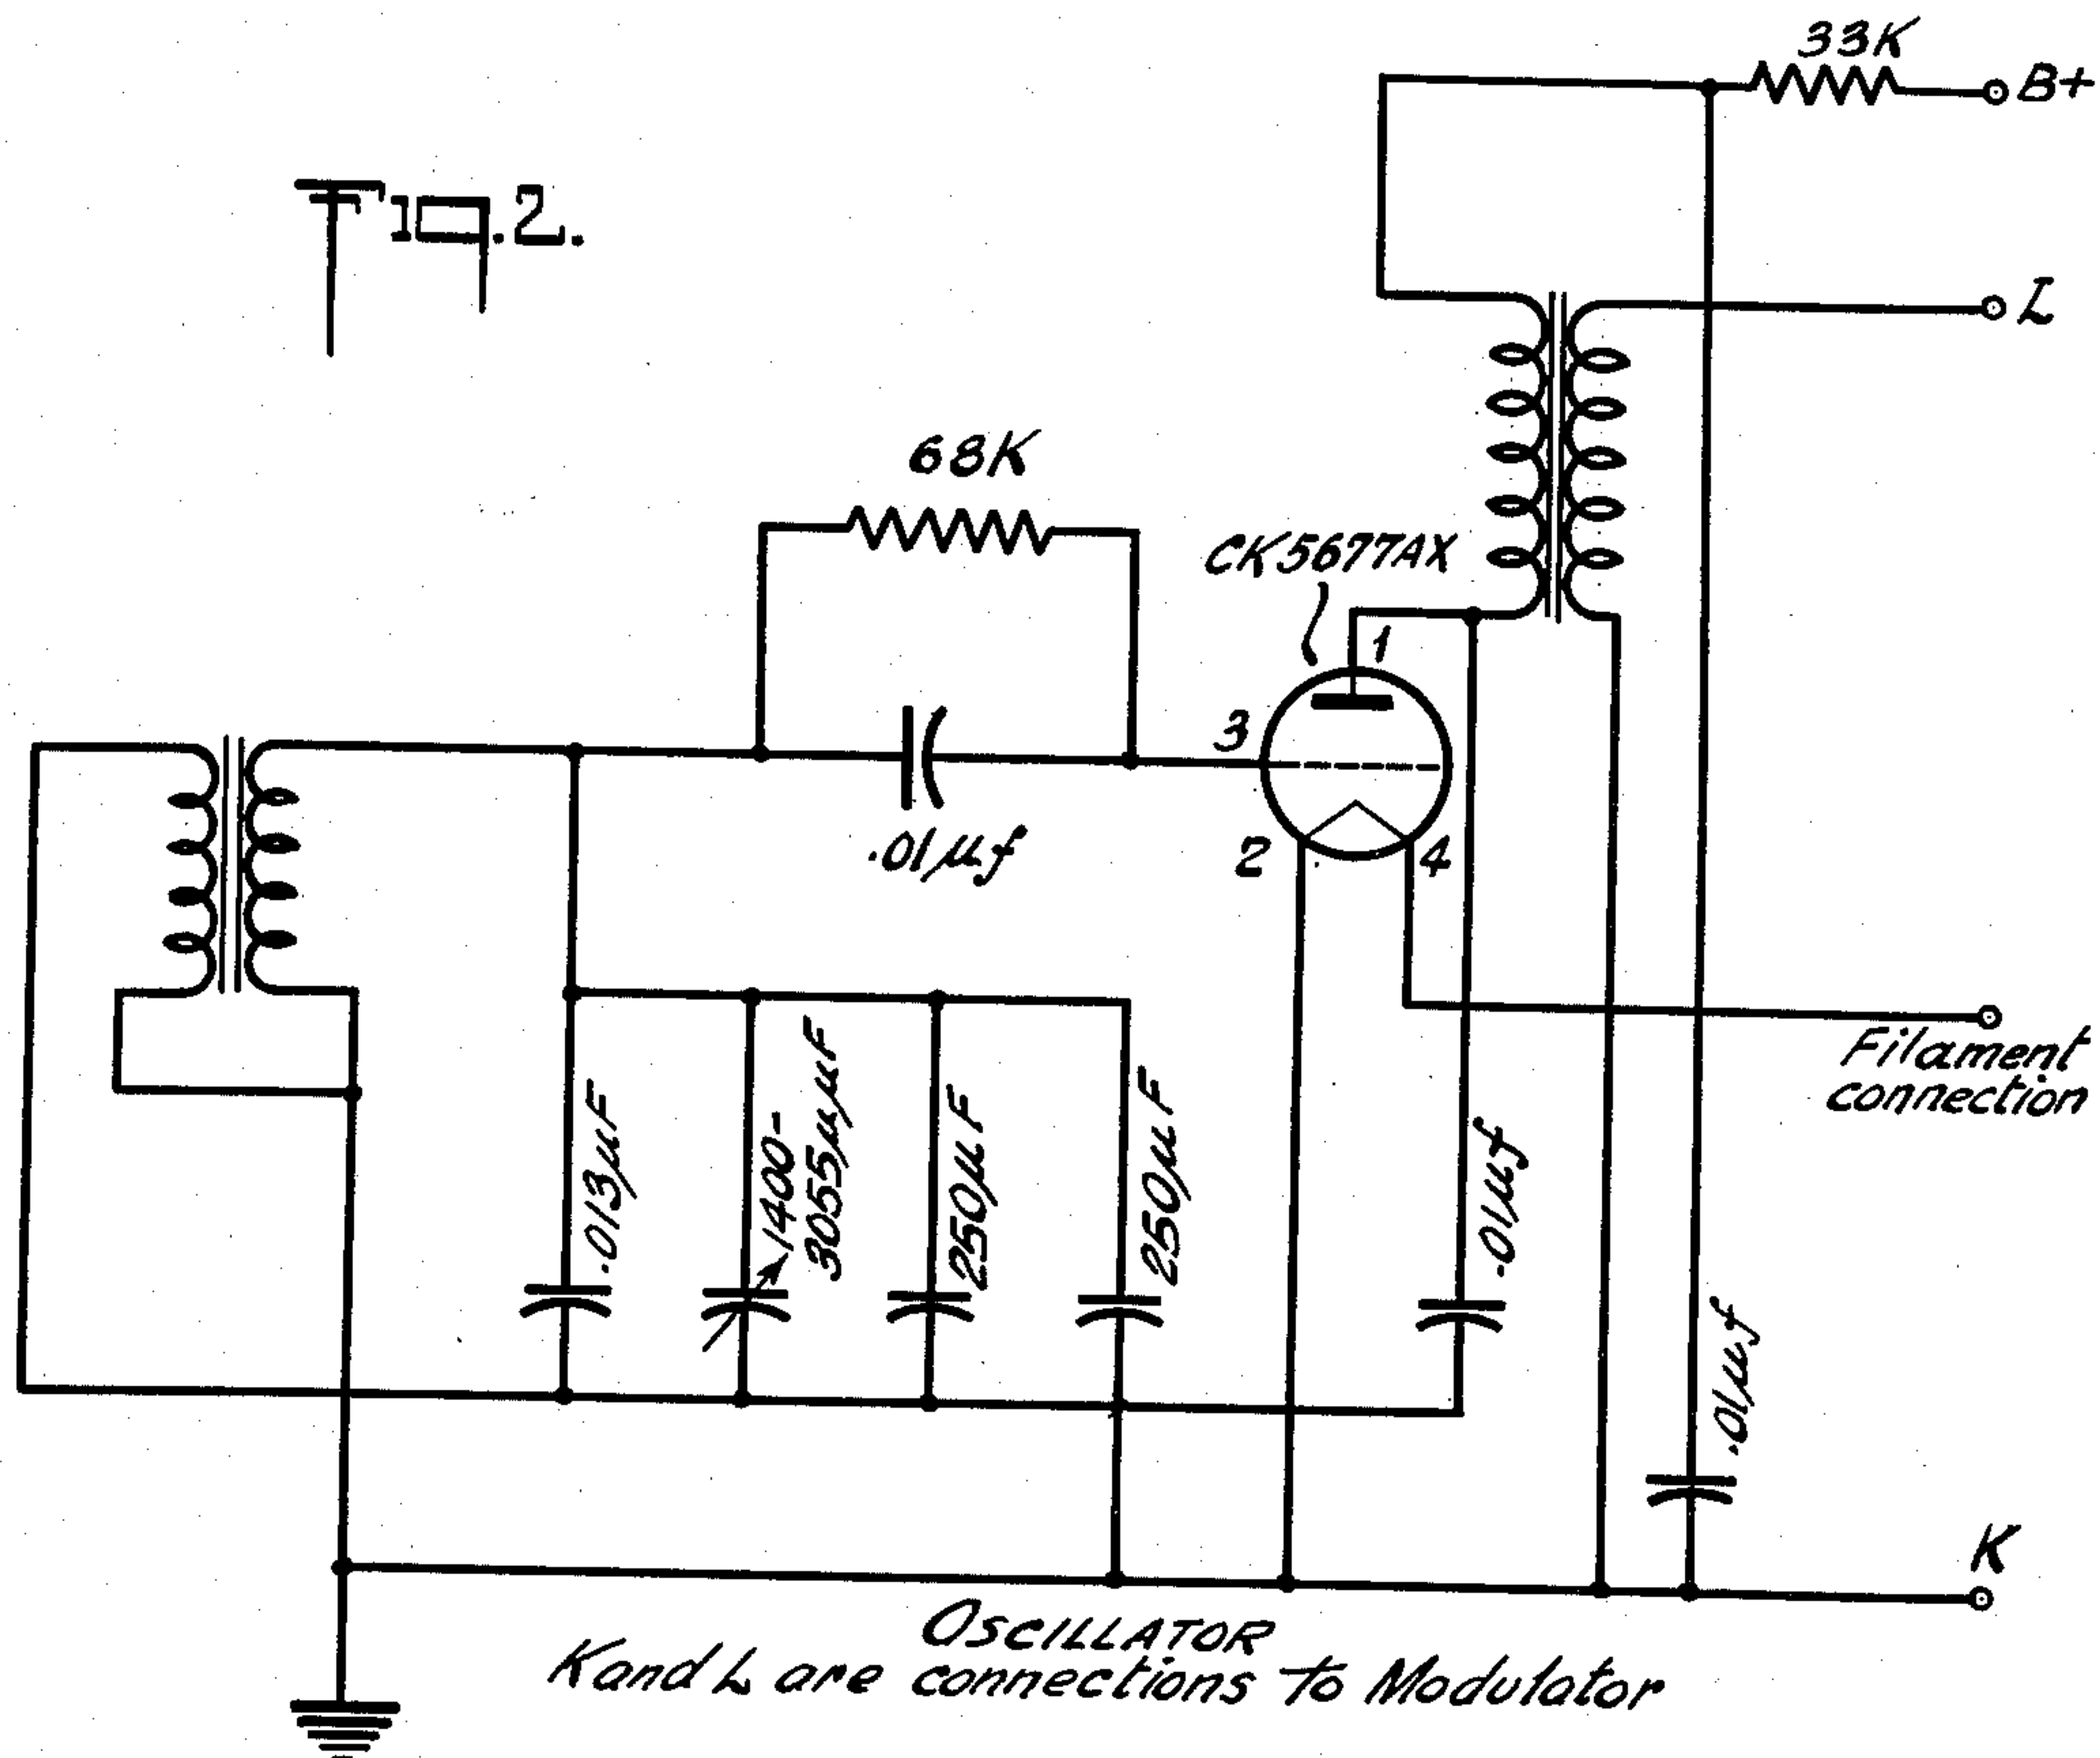 Fig. 2.
33K
B+
L
68K
CK5677AX
1
3
2
4
.01µf
Filament
connection
.013µF
1400-
3055µµF
250µF
250µF
.01µf
.01µf
K
OSCILLATOR
K and L are connections to Modulator